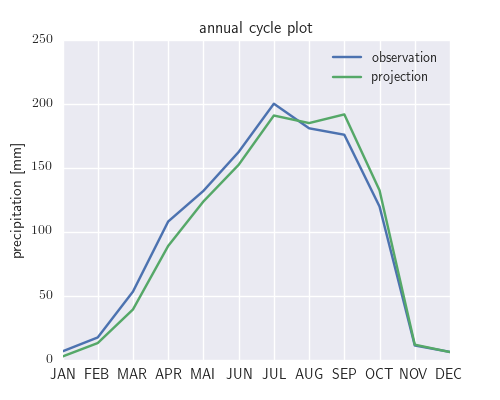 annual cycle plot
observation
projection
precipitation [mm]
250
200
150
100
50
0
JAN FEB MAR APR MAI JUN JUL AUG SEP OCT NOV DEC